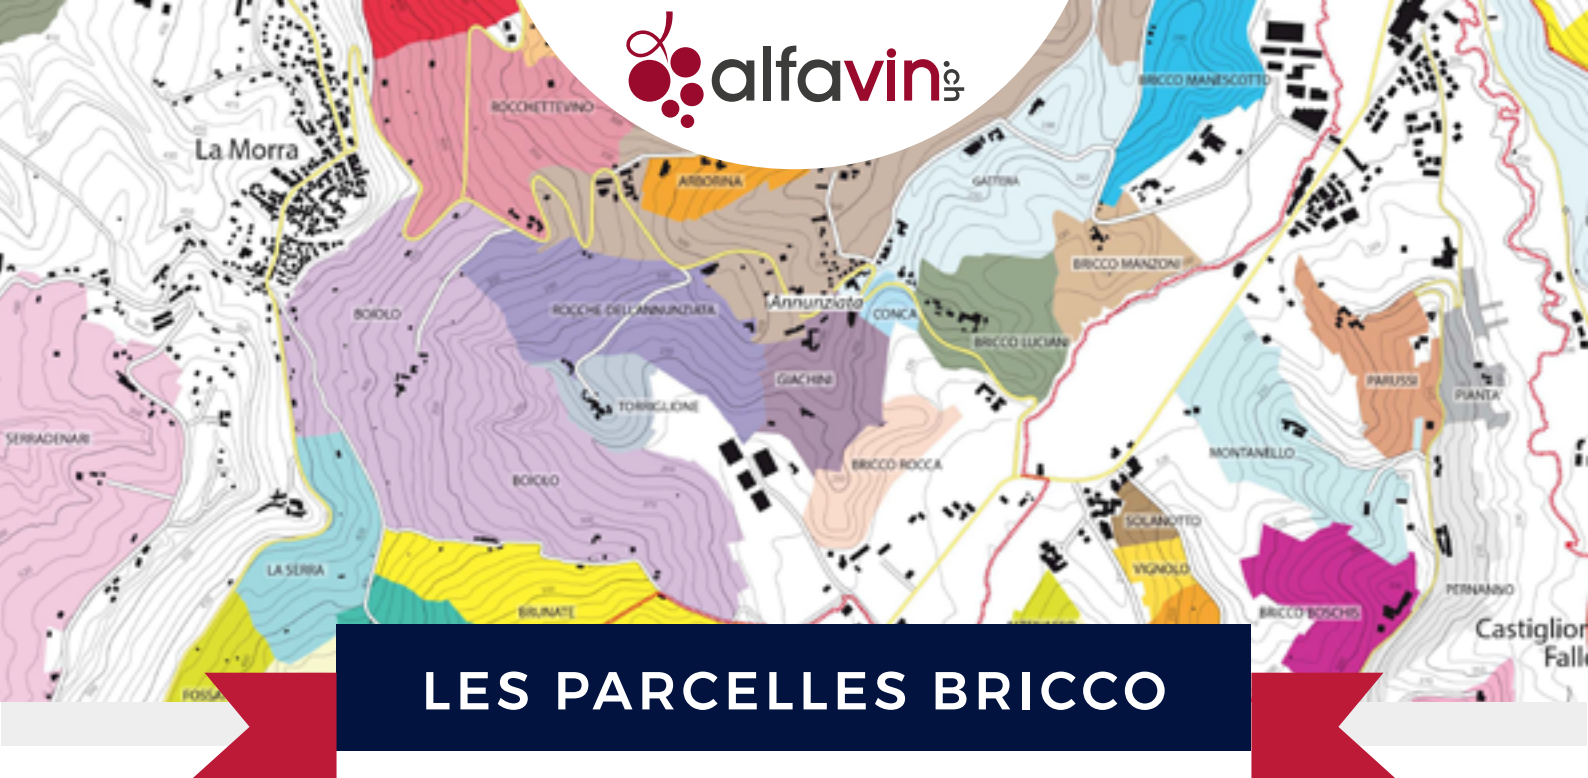 alfavin.ch
BRICCO MANESCOTTO
ROCCHETTEVINO
La Morra
ARBORINA
GATTERA
BRICCO MANZONI
Annunziata
BOIOLO
ROCCHE DELL'ANNUNZIATA
CONCA
BRICCO LUCIANI
GIACHINI
PARUSSI
PIANTA'
TORRIGLIONE
SERRADENARI
MONTANELLO
BRICCO ROCCA
BOIOLO
SOLANOTTO
LA SERRA
VIGNOLO
PERNANNO
BRUNATE
BRICCO BOSCHIS
Castiglion
Falle
FOSSA
LES PARCELLES BRICCO